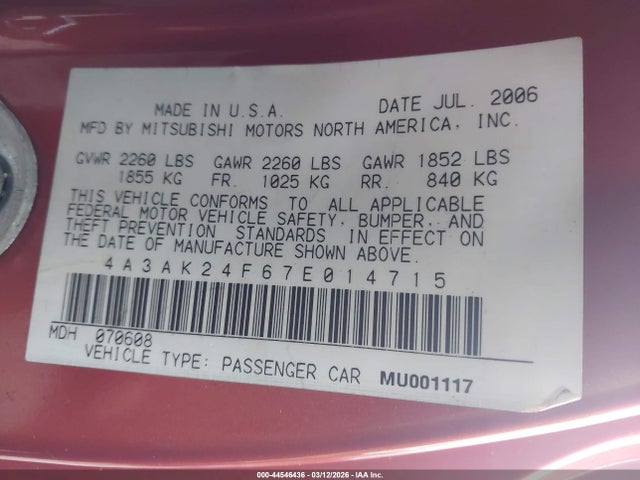 MADE IN U.S.A. DATE JUL. 2006
MFD BY MITSUBISHI MOTORS NORTH AMERICA, INC.
GVWR 2260 LBS GAWR 2260 LBS GAWR 1852 LBS
1855 KG FR. 1025 KG RR. 840 KG
THIS VEHICLE CONFORMS TO ALL APPLICABLE
FEDERAL MOTOR VEHICLE SAFETY, BUMPER, AND
THEFT PREVENTION STANDARDS IN EFFECT ON
THE DATE OF MANUFACTURE SHOWN ABOVE.
4A3AK24F67E014715
MDH 070608
VEHICLE TYPE: PASSENGER CAR MU001117
000-44546436 - 03/12/2026 - IAA Inc.